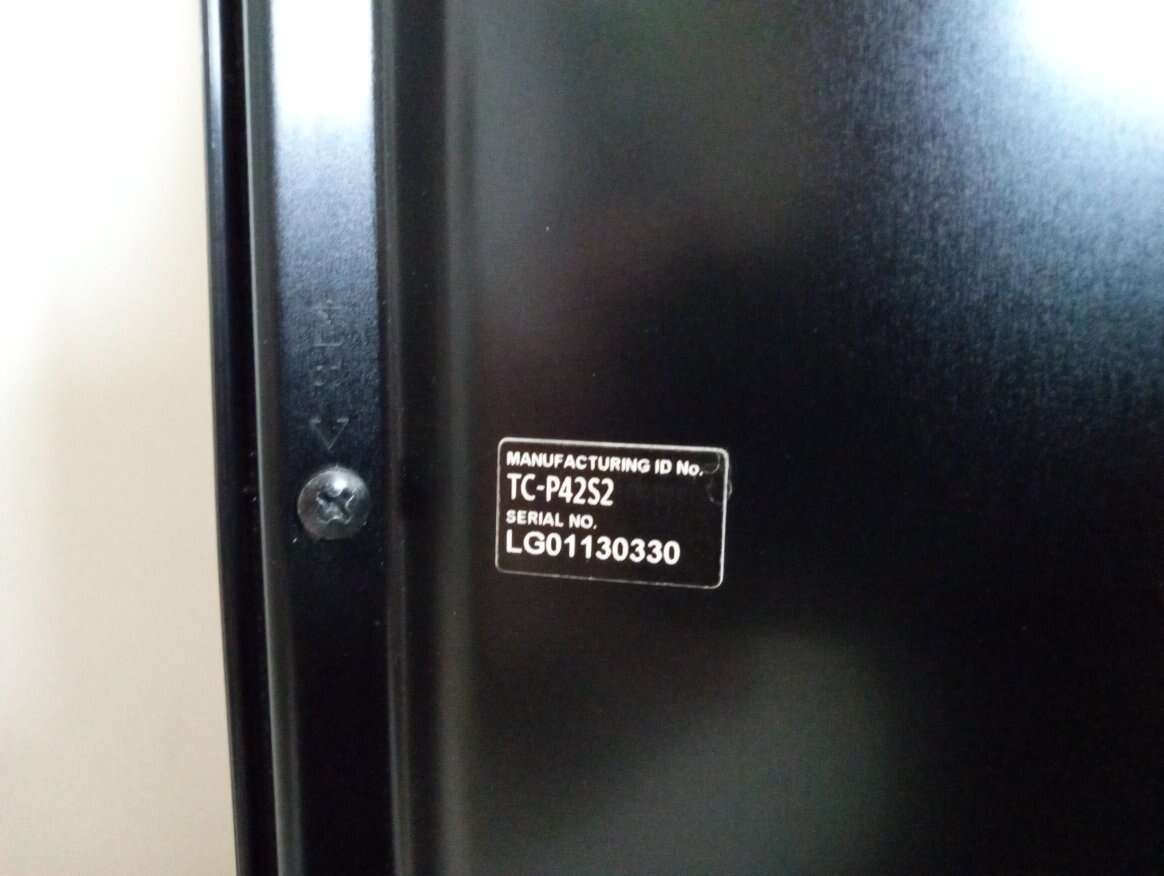 MANUFACTURING ID No.
TC-P42S2
SERIAL NO.
LG01130330